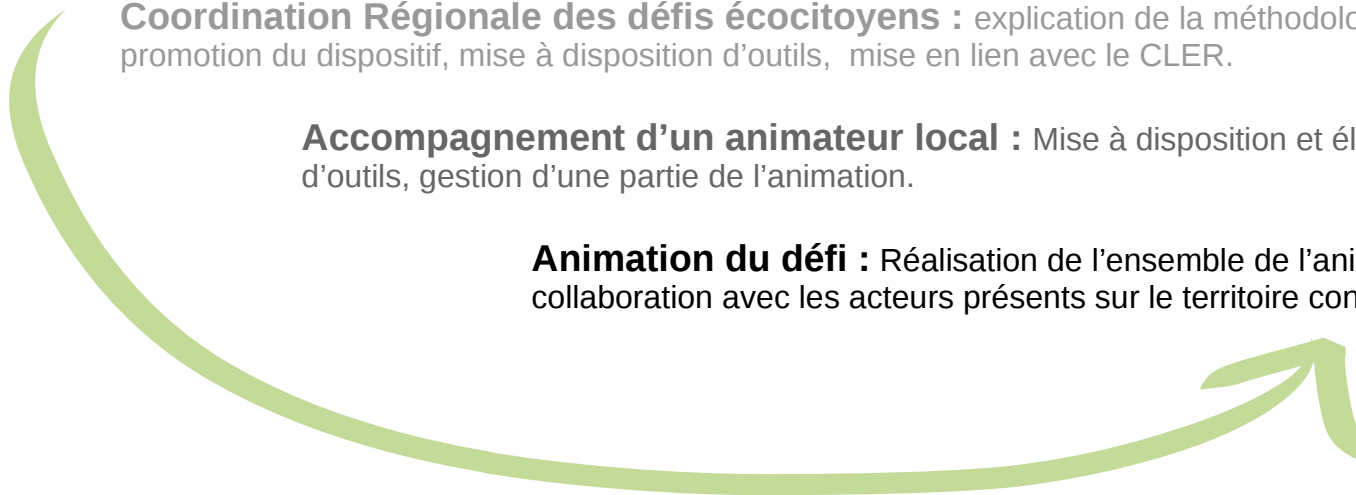 Coordination Régionale des défis écocitoyens : explication de la
promotion du dispositif, mise à disposition d'outils, mise en lien avec le CLER.
Accompagnement d'un animateur local : Mise à disposition et
d'outils, gestion d'une partie de l'animation.
Animation du défi : Réalisation de l'ensemble de
collaboration avec les acteurs présents sur le territoire